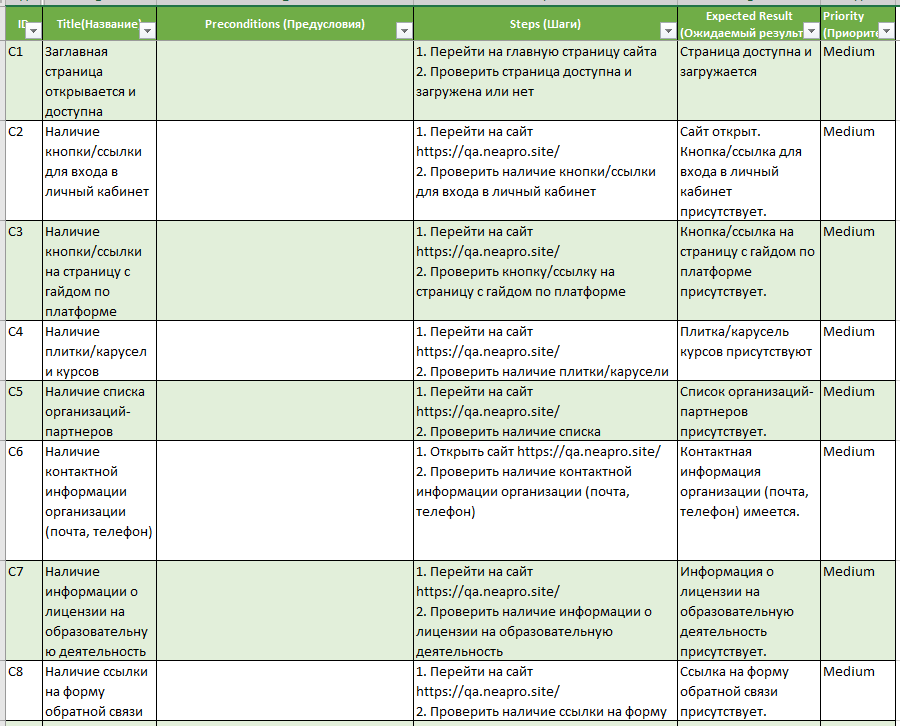 ID
Title(Название)
Preconditions (Предусловия)
Steps (Шаги)
Expected Result
(Ожидаемый результ
Priority
(Приорите
C1
Заглавная
страница
открывается и
доступна
1. Перейти на главную страницу сайта
2. Проверить страница доступна и
загружена или нет
Страница доступна и
загружается
Medium
C2
Наличие
кнопки/ссылки
для входа в
личный кабинет
1. Перейти на сайт
https://qa.neapro.site/
2. Проверить наличие кнопки/ссылки
для входа в личный кабинет
Сайт открыт.
Кнопка/ссылка для
входа в личный
кабинет
присутствует.
Medium
C3
Наличие
кнопки/ссылки
на страницу с
гайдом по
платформе
1. Перейти на сайт
https://qa.neapro.site/
2. Проверить кнопку/ссылку на
страницу с гайдом по платформе
Кнопка/ссылка на
страницу с гайдом по
платформе
присутствует.
Medium
C4
Наличие
плитки/карусел
и курсов
1. Перейти на сайт
https://qa.neapro.site/
2. Проверить наличие плитки/карусели
Плитка/карусель
курсов присутствуют
Medium
C5
Наличие списка
организаций-
партнеров
1. Перейти на сайт
https://qa.neapro.site/
2. Проверить наличие списка
Список организаций-
партнеров
присутствует.
Medium
C6
Наличие
контактной
информации
организации
(почта, телефон)
1. Открыть сайт https://qa.neapro.site/
2. Проверить наличие контактной
информации организации (почта,
телефон)
Контактная
информация
организации (почта,
телефон) имеется.
Medium
C7
Наличие
информации о
лицензии на
образовательну
ю деятельность
1. Перейти на сайт
https://qa.neapro.site/
2. Проверить наличие информации о
лицензии на образовательную
деятельность
Информация о
лицензии на
образовательную
деятельность
присутствует.
Medium
C8
Наличие ссылки
на форму
обратной связи
1. Перейти на сайт
https://qa.neapro.site/
2. Проверить наличие ссылки на форму
Ссылка на форму
обратной связи
присутствует.
Medium